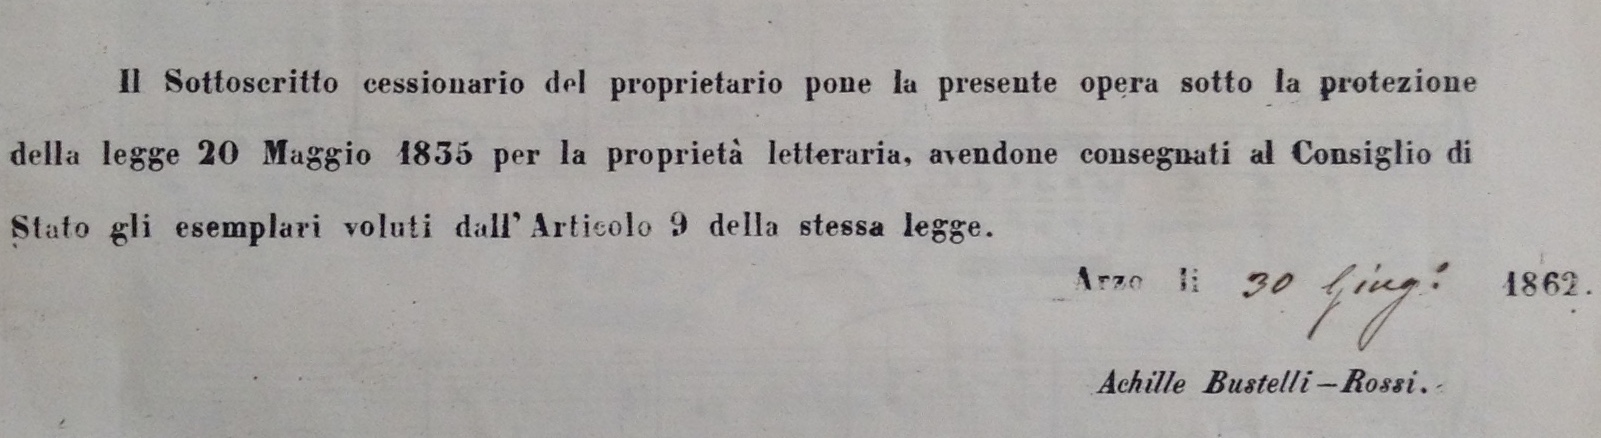 Il Sottoscritto cessionario del proprietario pone la presente opera sotto la protezione
della legge 20 Maggio 1835 per la proprietà letteraria, avendone consegnati al Consiglio di
Stato gli esemplari voluti dall' Articolo 9 della stessa legge.
Arzo li 30 Giug.º 1862.
Achille Bustelli—Rossi.